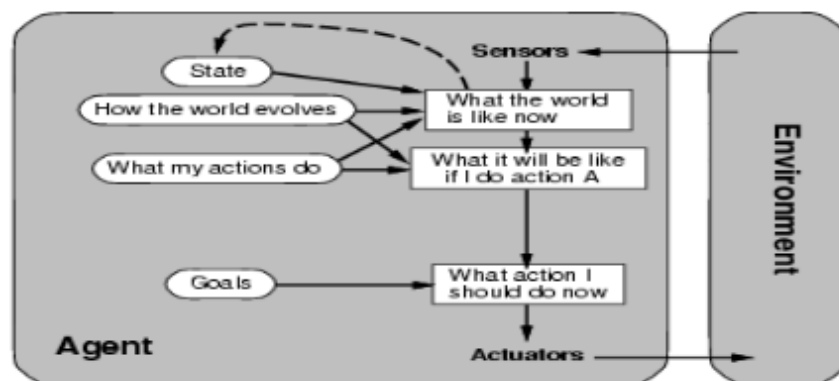 Sensors
State
What the world
is like now
How the world evolves
What it will be like
if I do action A
What my actions do
Environment
Goals
What action I
should do now
Agent
Actuators